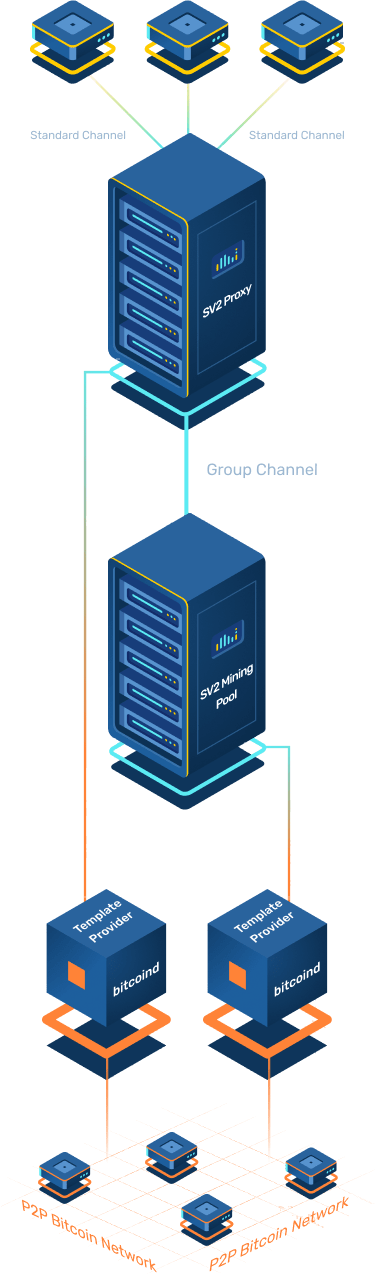 Standard Channel
Standard Channel
SV2 Proxy
Group Channel
SV2 Mining
Pool
Template
Provider
bitcoind
Template
Provider
bitcoind
P2P Bitcoin Network
P2P Bitcoin Network